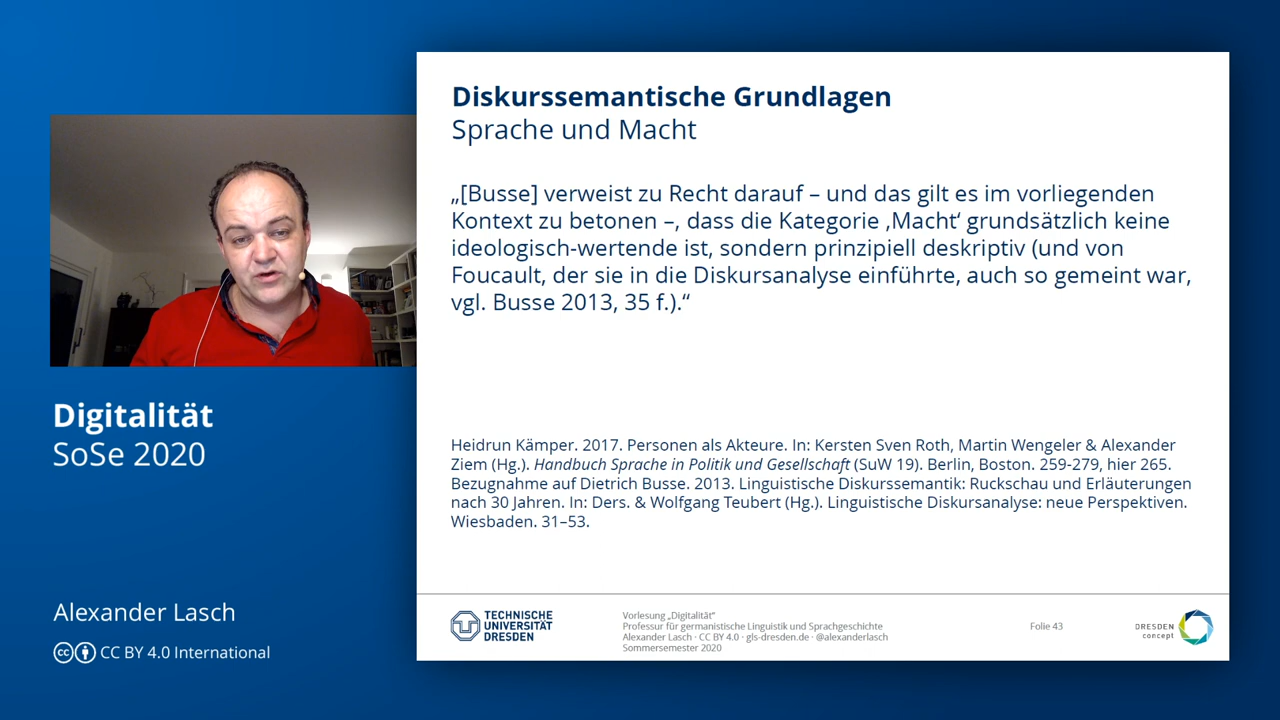 Diskurssemantische Grundlagen
Sprache und Macht
„[Busse] verweist zu Recht darauf – und das gilt es im vorliegenden
Kontext zu betonen –, dass die Kategorie ‚Macht‘ grundsätzlich keine
ideologisch-wertende ist, sondern prinzipiell deskriptiv (und von
Foucault, der sie in die Diskursanalyse einführte, auch so gemeint war,
vgl. Busse 2013, 35 f.).“
Heidrun Kämper. 2017. Personen als Akteure. In: Kersten Sven Roth, Martin Wengeler & Alexander
Ziem (Hg.). Handbuch Sprache in Politik und Gesellschaft (SuW 19). Berlin, Boston. 259-279, hier 265.
Bezugnahme auf Dietrich Busse. 2013. Linguistische Diskurssemantik: Ruckschau und Erläuterungen
nach 30 Jahren. In: Ders. & Wolfgang Teubert (Hg.). Linguistische Diskursanalyse: neue Perspektiven.
Wiesbaden. 31–53.
Digitalität
SoSe 2020
Alexander Lasch
CC BY 4.0 International
TECHNISCHE
UNIVERSITÄT
DRESDEN
Vorlesung „Digitalität“
Professur für germanistische Linguistik und Sprachgeschichte
Alexander Lasch · CC BY 4.0 · gls-dresden.de · @alexanderlasch
Sommersemester 2020
Folie 43
DRESDEN
concept